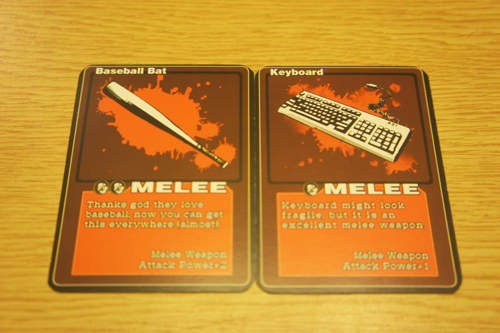 Baseball Bat
MELEE
Thanks god they love
baseball, now you can get
this everywhere (almost)
Melee Weapon
Attack Power+2
Keyboard
MELEE
Keyboard might look
fragile, but it is an
excellent melee weapon
Melee Weapon
Attack Power+1